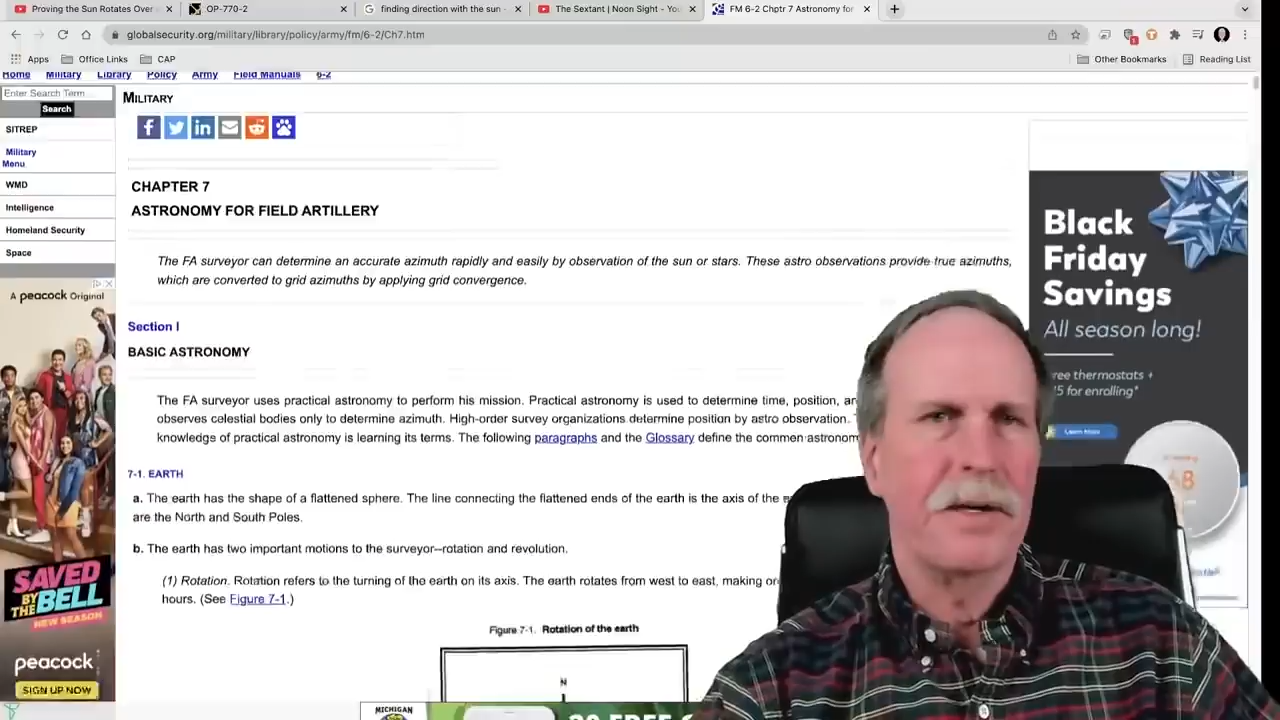 Proving the Sun Rotates Over
OP-770-2
finding direction with the sun -
The Sextant | Noon Sight - You
FM 6-2 Chptr 7 Astronomy for
globalsecurity.org/military/library/policy/army/fm/6-2/Ch7.htm
Apps
Office Links
CAP
Other Bookmarks
Reading List
Home Military Library Policy Army Field Manuals 6-2
Enter Search Term...
Search
SITREP
Military
Menu
WMD
Intelligence
Homeland Security
Space
MILITARY
CHAPTER 7
ASTRONOMY FOR FIELD ARTILLERY
The FA surveyor can determine an accurate azimuth rapidly and easily by observation of the sun or stars. These astro observations provide true azimuths,
which are converted to grid azimuths by applying grid convergence.
Section I
BASIC ASTRONOMY
The FA surveyor uses practical astronomy to perform his mission. Practical astronomy is used to determine time, position, an
observes celestial bodies only to determine azimuth. High-order survey organizations determine position by astro observation.
knowledge of practical astronomy is learning its terms. The following paragraphs and the Glossary define the common astronom
7-1. EARTH
a. The earth has the shape of a flattened sphere. The line connecting the flattened ends of the earth is the axis of the
are the North and South Poles.
b. The earth has two important motions to the surveyor--rotation and revolution.
(1) Rotation. Rotation refers to the turning of the earth on its axis. The earth rotates from west to east, making on
hours. (See Figure 7-1.)
Figure 7-1. Rotation of the earth
N
A peacock Original
SAVED
BY THE
BELL
NEW SEASON
peacock
SIGN UP NOW
Black
Friday
Savings
All season long!
ree thermostats +
5 for enrolling*
Learn More
68
MICHIGAN